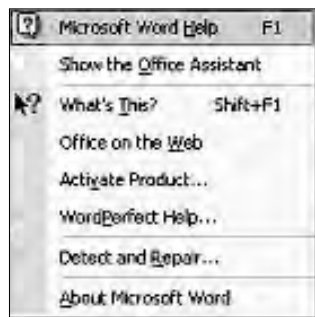 Microsoft Word Help F1
Show the Office Assistant
What's This? Shift+F1
Office on the Web
Activate Product...
WordPerfect Help...
Detect and Repair...
About Microsoft Word